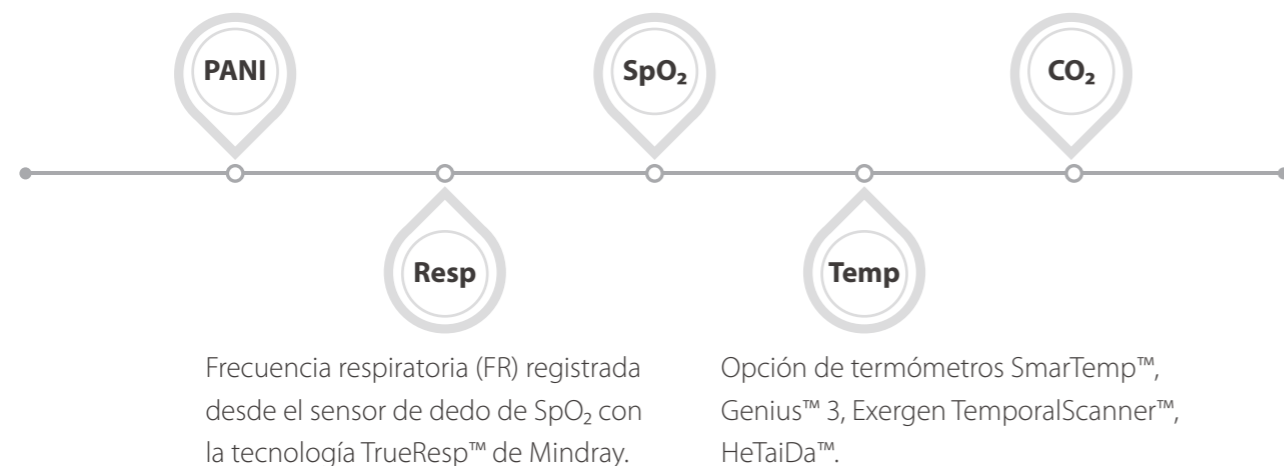 PANI
SpO₂
CO₂
Resp
Temp
Frecuencia respiratoria (FR) registrada
desde el sensor de dedo de SpO₂ con
la tecnología TrueResp™ de Mindray.
Opción de termómetros SmarTemp™,
Genius™ 3, Exergen TemporalScanner™,
HeTaiDa™.